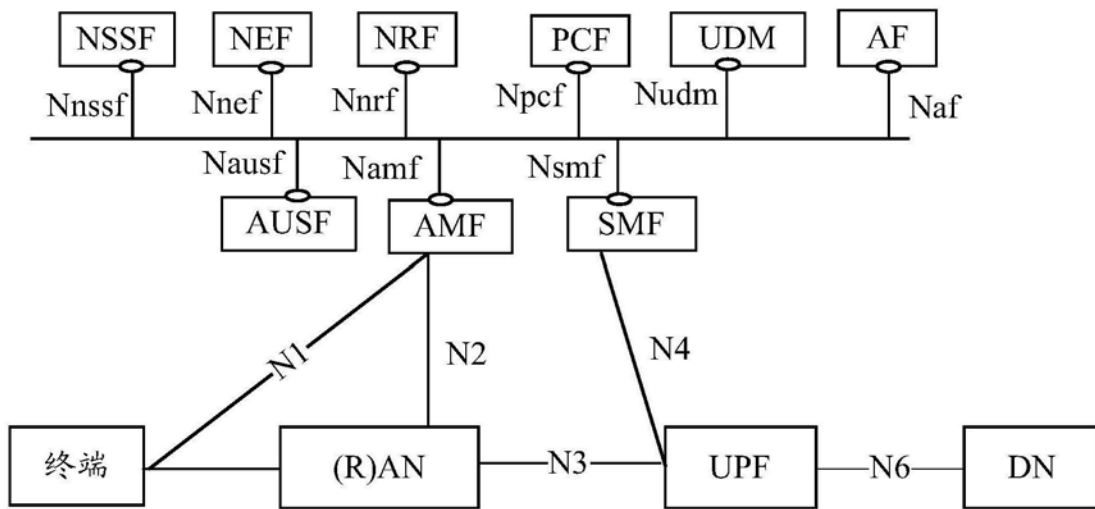 NSSF NEF NRF PCF UDM AF
Nnssf Nnef Nnrf Npcf Nudm Naf
Nausf Namf Nsmf
AUSF AMF SMF
N1 N2 N4
终端 (R)AN N3 UPF N6 DN